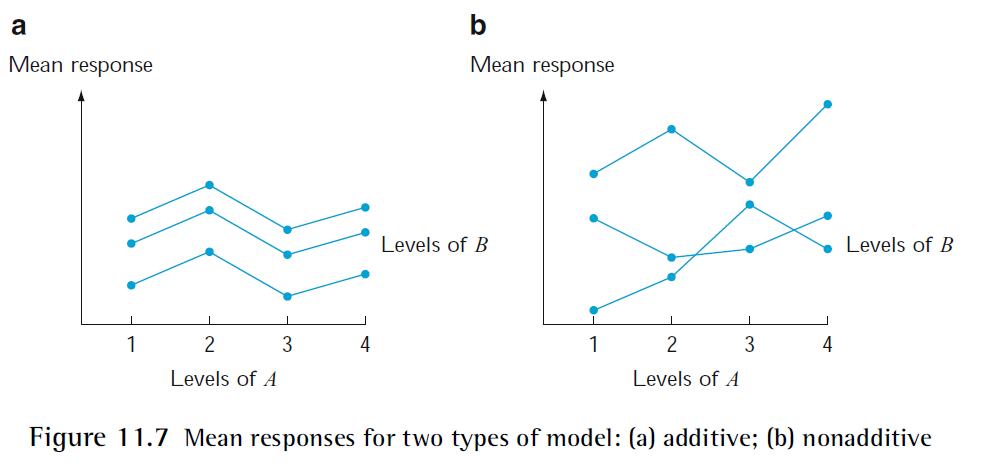 a
Mean response
Levels of B
1 2 3 4
Levels of A
b
Mean response
Levels of B
1 2 3 4
Levels of A
Figure 11.7 Mean responses for two types of model: (a) additive; (b) nonadditive